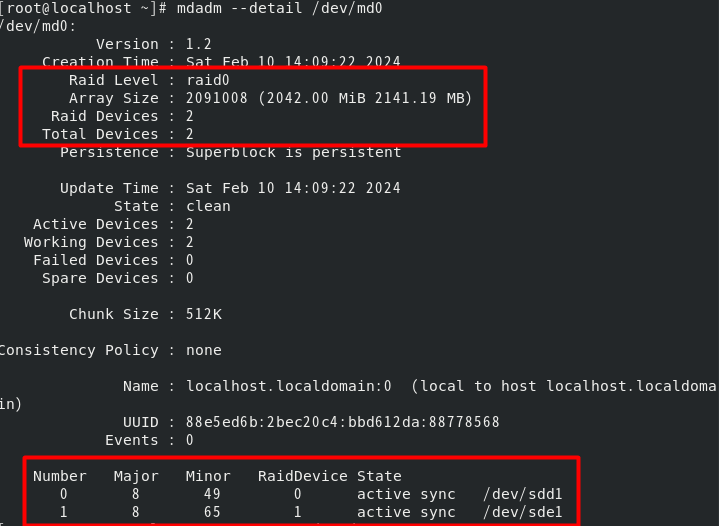 [root@localhost ~]# mdadm --detail /dev/md0
/dev/md0:
Version : 1.2
Creation Time : Sat Feb 10 14:09:22 2024
Raid Level : raid0
Array Size : 2091008 (2042.00 MiB 2141.19 MB)
Raid Devices : 2
Total Devices : 2
Persistence : Superblock is persistent
Update Time : Sat Feb 10 14:09:22 2024
State : clean
Active Devices : 2
Working Devices : 2
Failed Devices : 0
Spare Devices : 0
Chunk Size : 512K
Consistency Policy : none
Name : localhost.localdomain:0  (local to host localhost.localdoma
in)
UUID : 88e5ed6b:2bec20c4:bbd612da:88778568
Events : 0
Number   Major   Minor   RaidDevice State
0       8       49        0      active sync   /dev/sdd1
1       8       65        1      active sync   /dev/sde1